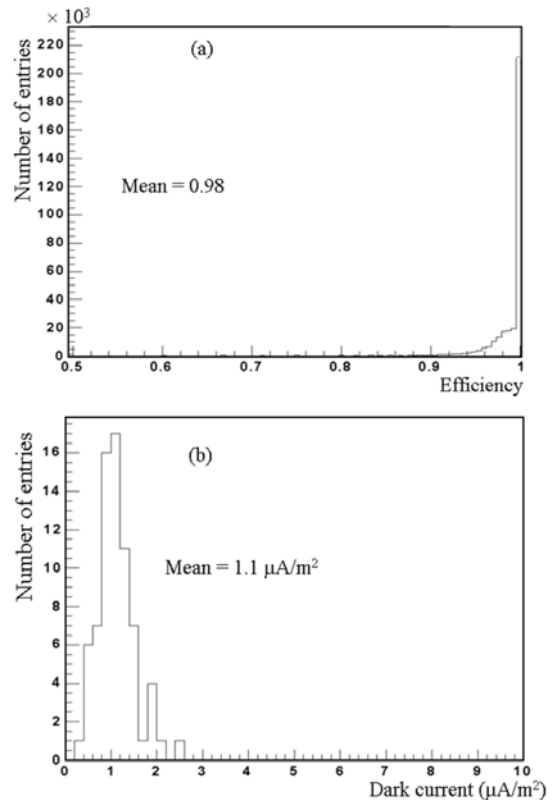 × 10³
(a)
220
200
180
160
140
120
100
80
60
40
20
0
Number of entries
Mean = 0.98
0.5 0.6 0.7 0.8 0.9 1
Efficiency
(b)
16
14
12
10
8
6
4
2
0
Number of entries
Mean = 1.1 μA/m²
0 1 2 3 4 5 6 7 8 9 10
Dark current (μA/m²)